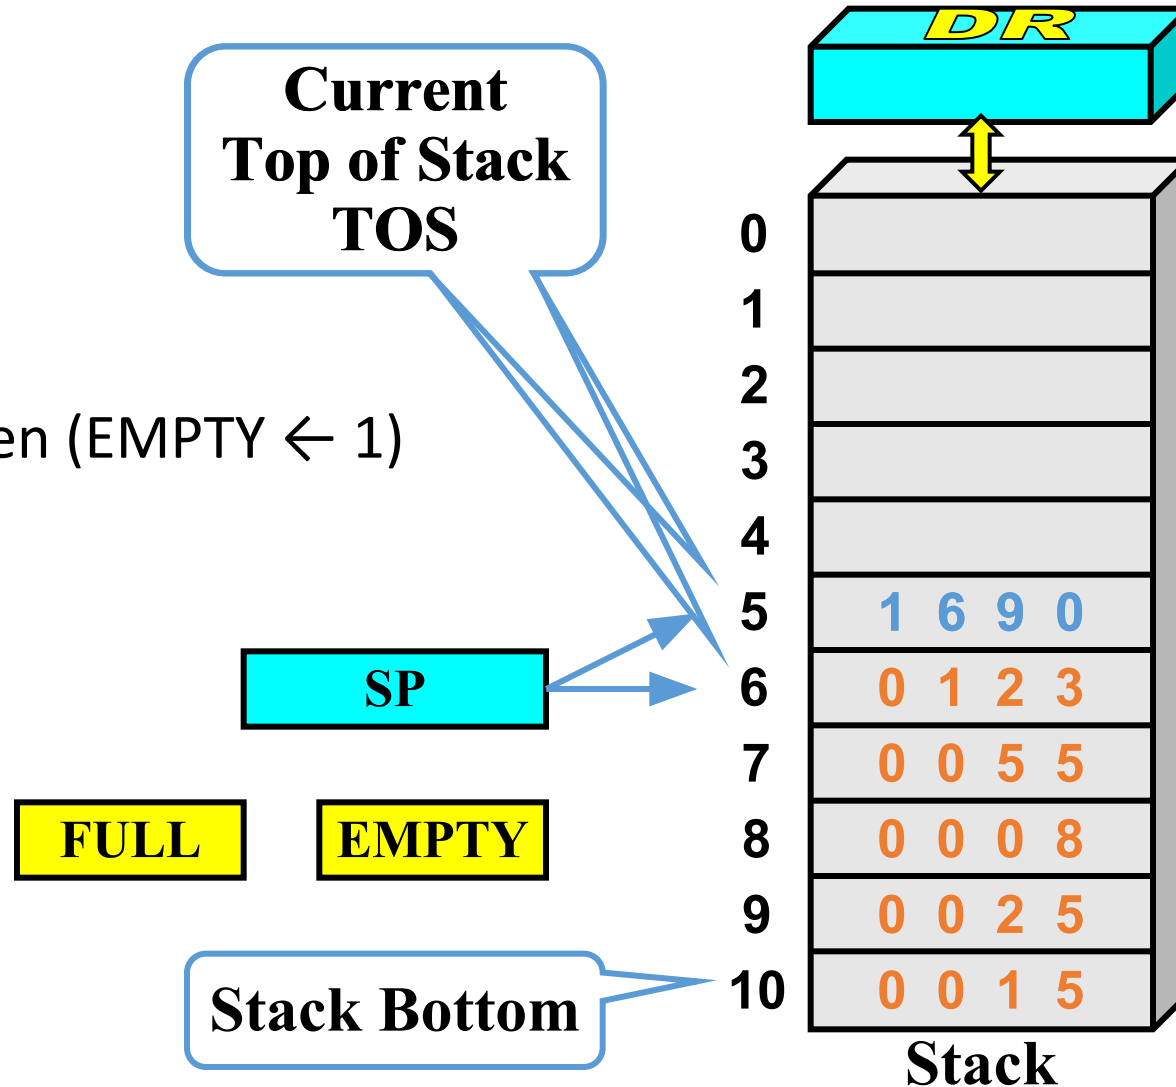 DR
Current
Top of Stack
TOS
0
1
2
en (EMPTY ← 1)
3
4
5 1 6 9 0
SP
6 0 1 2 3
7 0 0 5 5
FULL EMPTY
8 0 0 0 8
9 0 0 2 5
Stack Bottom
10 0 0 1 5
Stack